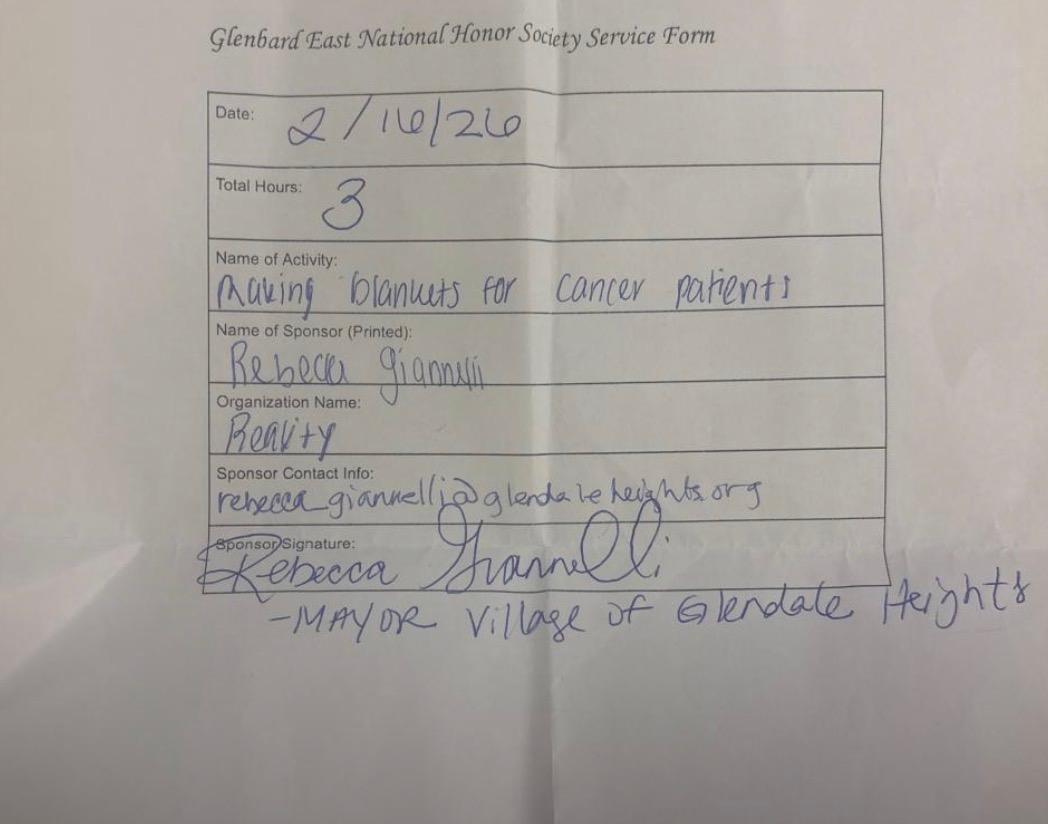 Glenbard East National Honor Society Service Form
Date: 2/16/26
Total Hours: 3
Name of Activity:
Making blankets for cancer patients
Name of Sponsor (Printed):
Rebecca Giannelli
Organization Name:
Reality
Sponsor Contact Info:
rebecca_giannelli@glendaleheights.org
Sponsor Signature:
Rebecca Giannelli
-MAYOR Village of Glendale Heights